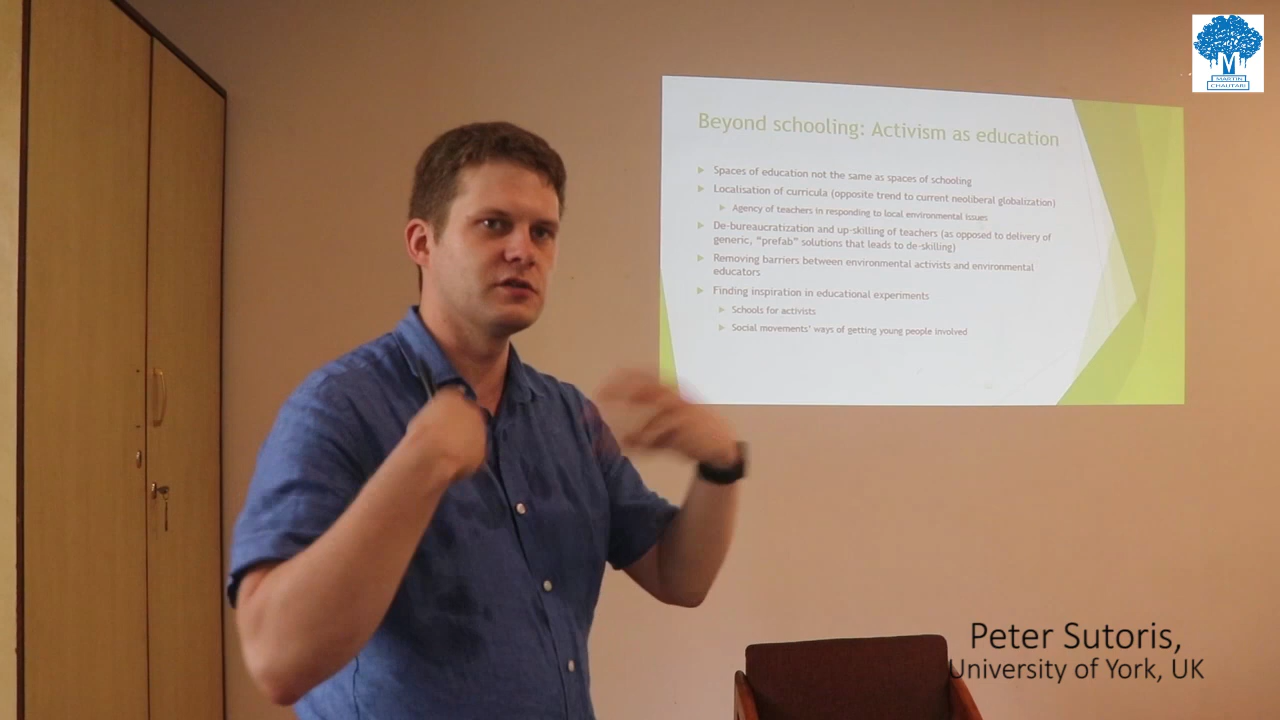 M
MARTIN
CHAUTARI
Beyond schooling: Activism as education
Spaces of education not the same as spaces of schooling
Localisation of curricula (opposite trend to current neoliberal globalization)
Agency of teachers in responding to local environmental issues
De-bureaucratization and up-skilling of teachers (as opposed to delivery of
generic, “prefab” solutions that leads to de-skilling)
Removing barriers between environmental activists and environmental
educators
Finding inspiration in educational experiments
Schools for activists
Social movements’ ways of getting young people involved
Peter Sutoris,
University of York, UK